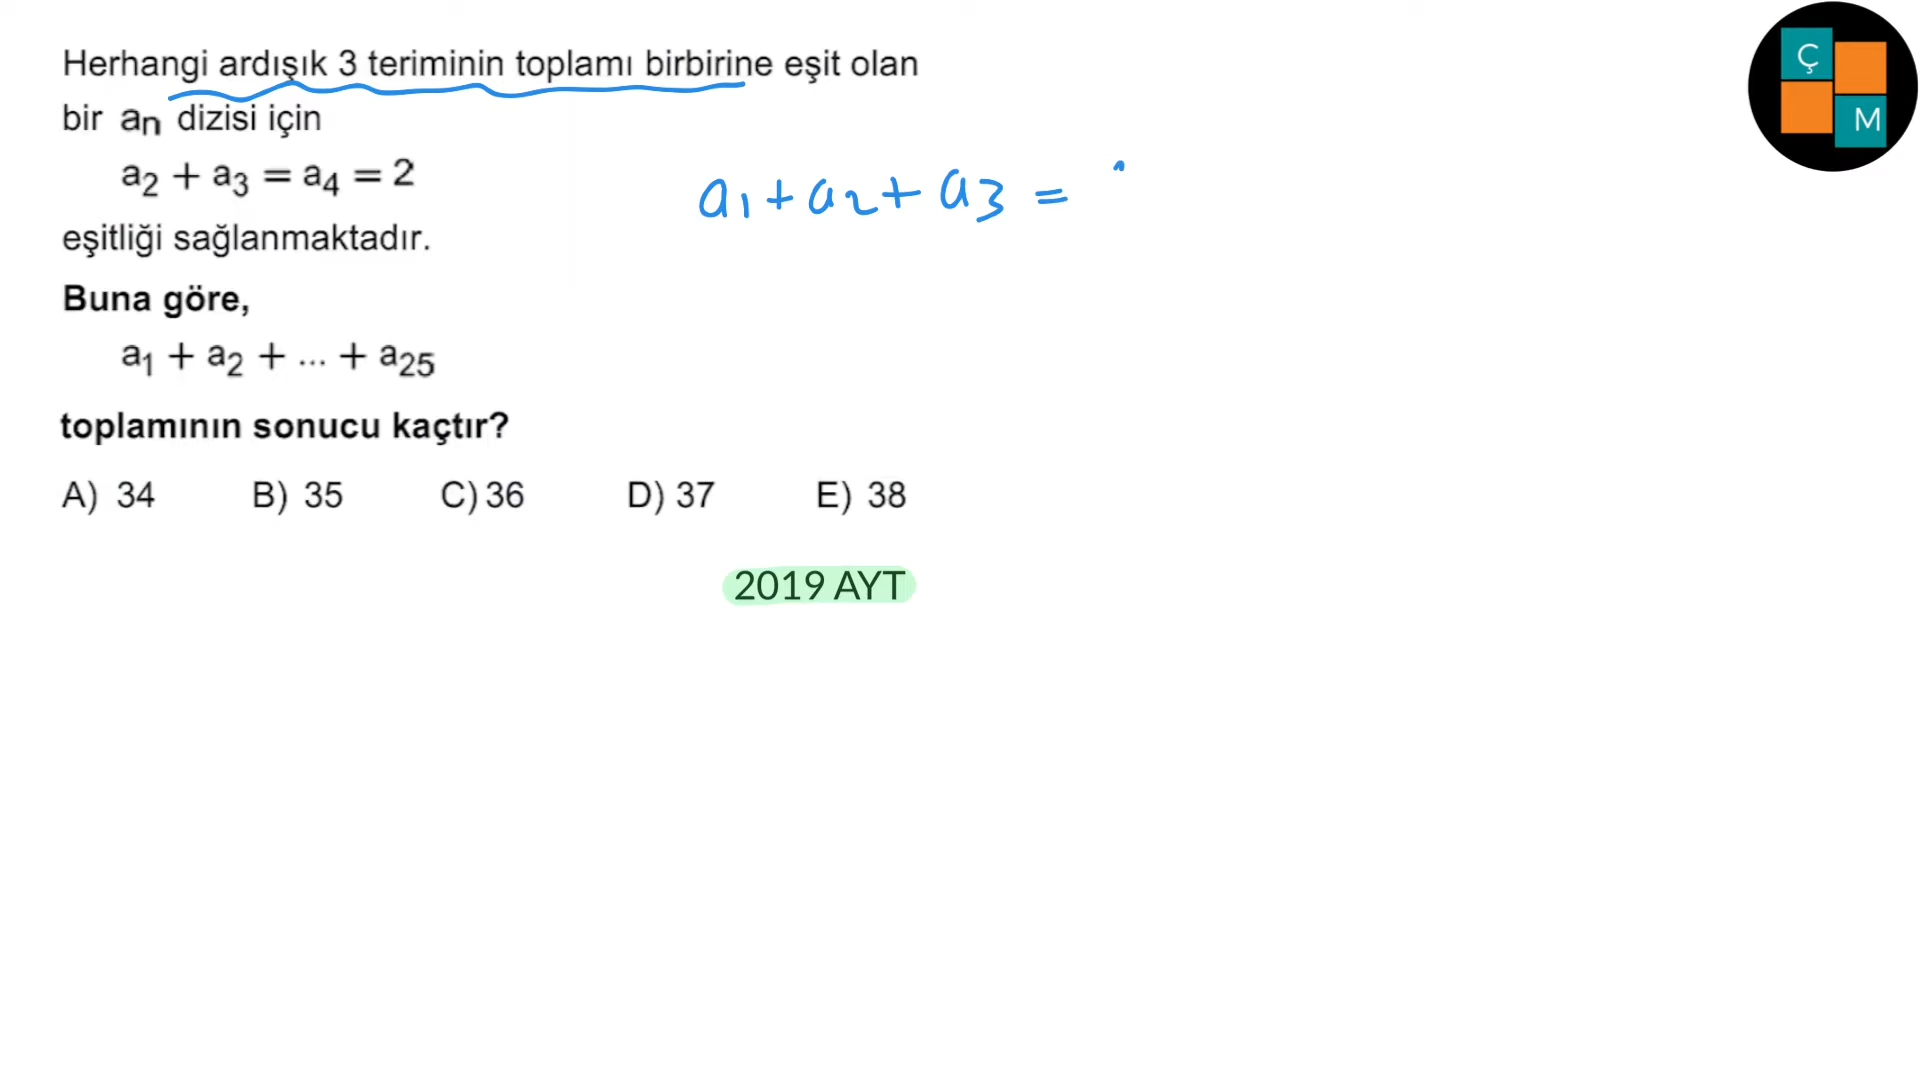 Herhangi ardışık 3 teriminin toplamı birbirine eşit olan
bir aₙ dizisi için
a₂ + a₃ = a₄ = 2
eşitliği sağlanmaktadır.
Buna göre,
a₁ + a₂ + ... + a₂₅
toplamının sonucu kaçtır?
A) 34 B) 35 C) 36 D) 37 E) 38
2019 AYT
a₁ + a₂ + a₃ =
Ç
M